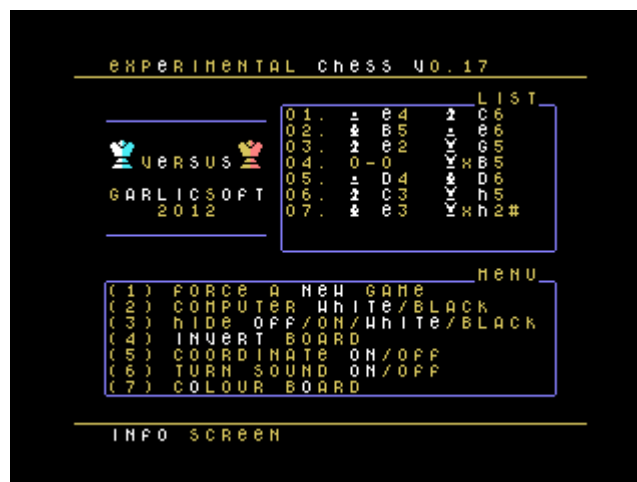 eXPeRIMeNTAL Chess V0.17
LIST
01. e4 C6
02. B5 e6
03. e2 G5
04. 0-0 xB5
05. D4 D6
06. C3 h5
07. e3 xh2#
VeRSUS
GARLICSOFT
2012
MeNU
(1) FORCe A NeW GAMe
(2) COMPUTeR WhITe/BLACK
(3) hIDe OFF/ON/WhITe/BLACK
(4) INVeRT BOARD
(5) COORDINATe ON/OFF
(6) TURN SOUND ON/OFF
(7) COLOUR BOARD
INFO SCReeN